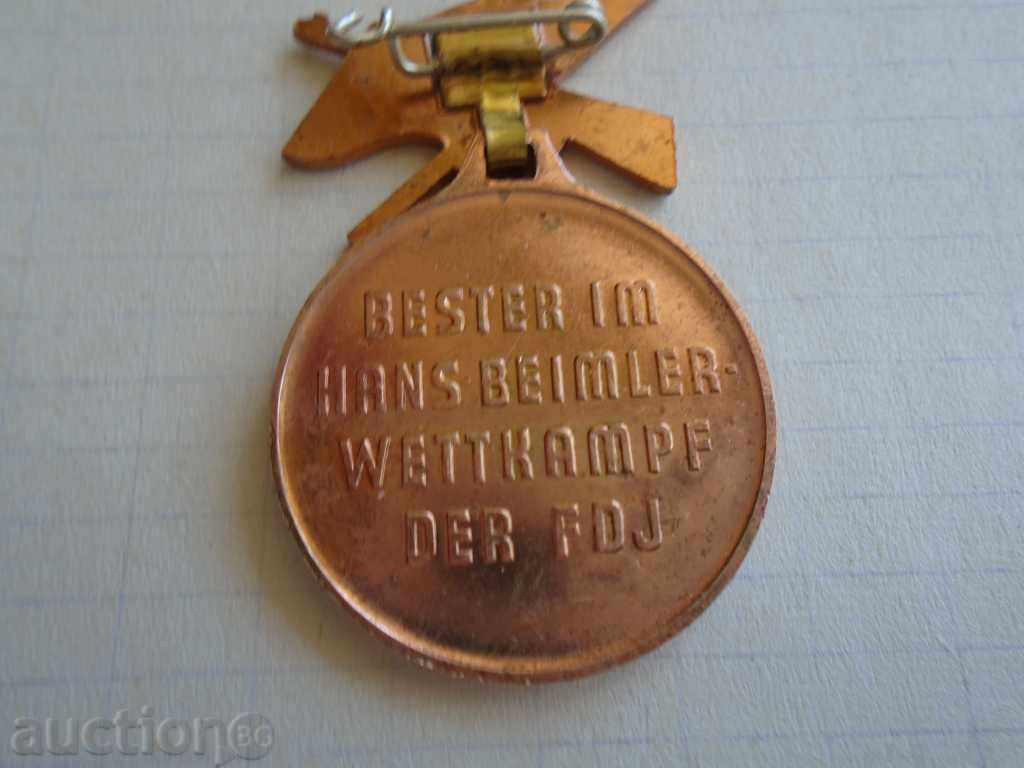 BESTER IM
HANS BEIMLER-
WETTKAMPF
DER FDJ
auction BG